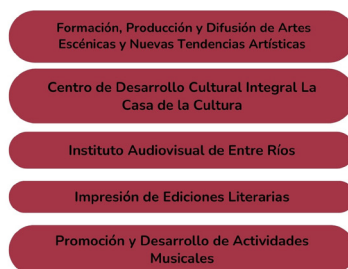 Formación, Producción y Difusión de Artes
Escénicas y Nuevas Tendencias Artísticas
Centro de Desarrollo Cultural Integral La
Casa de la Cultura
Instituto Audiovisual de Entre Ríos
Impresión de Ediciones Literarias
Promoción y Desarrollo de Actividades
Musicales